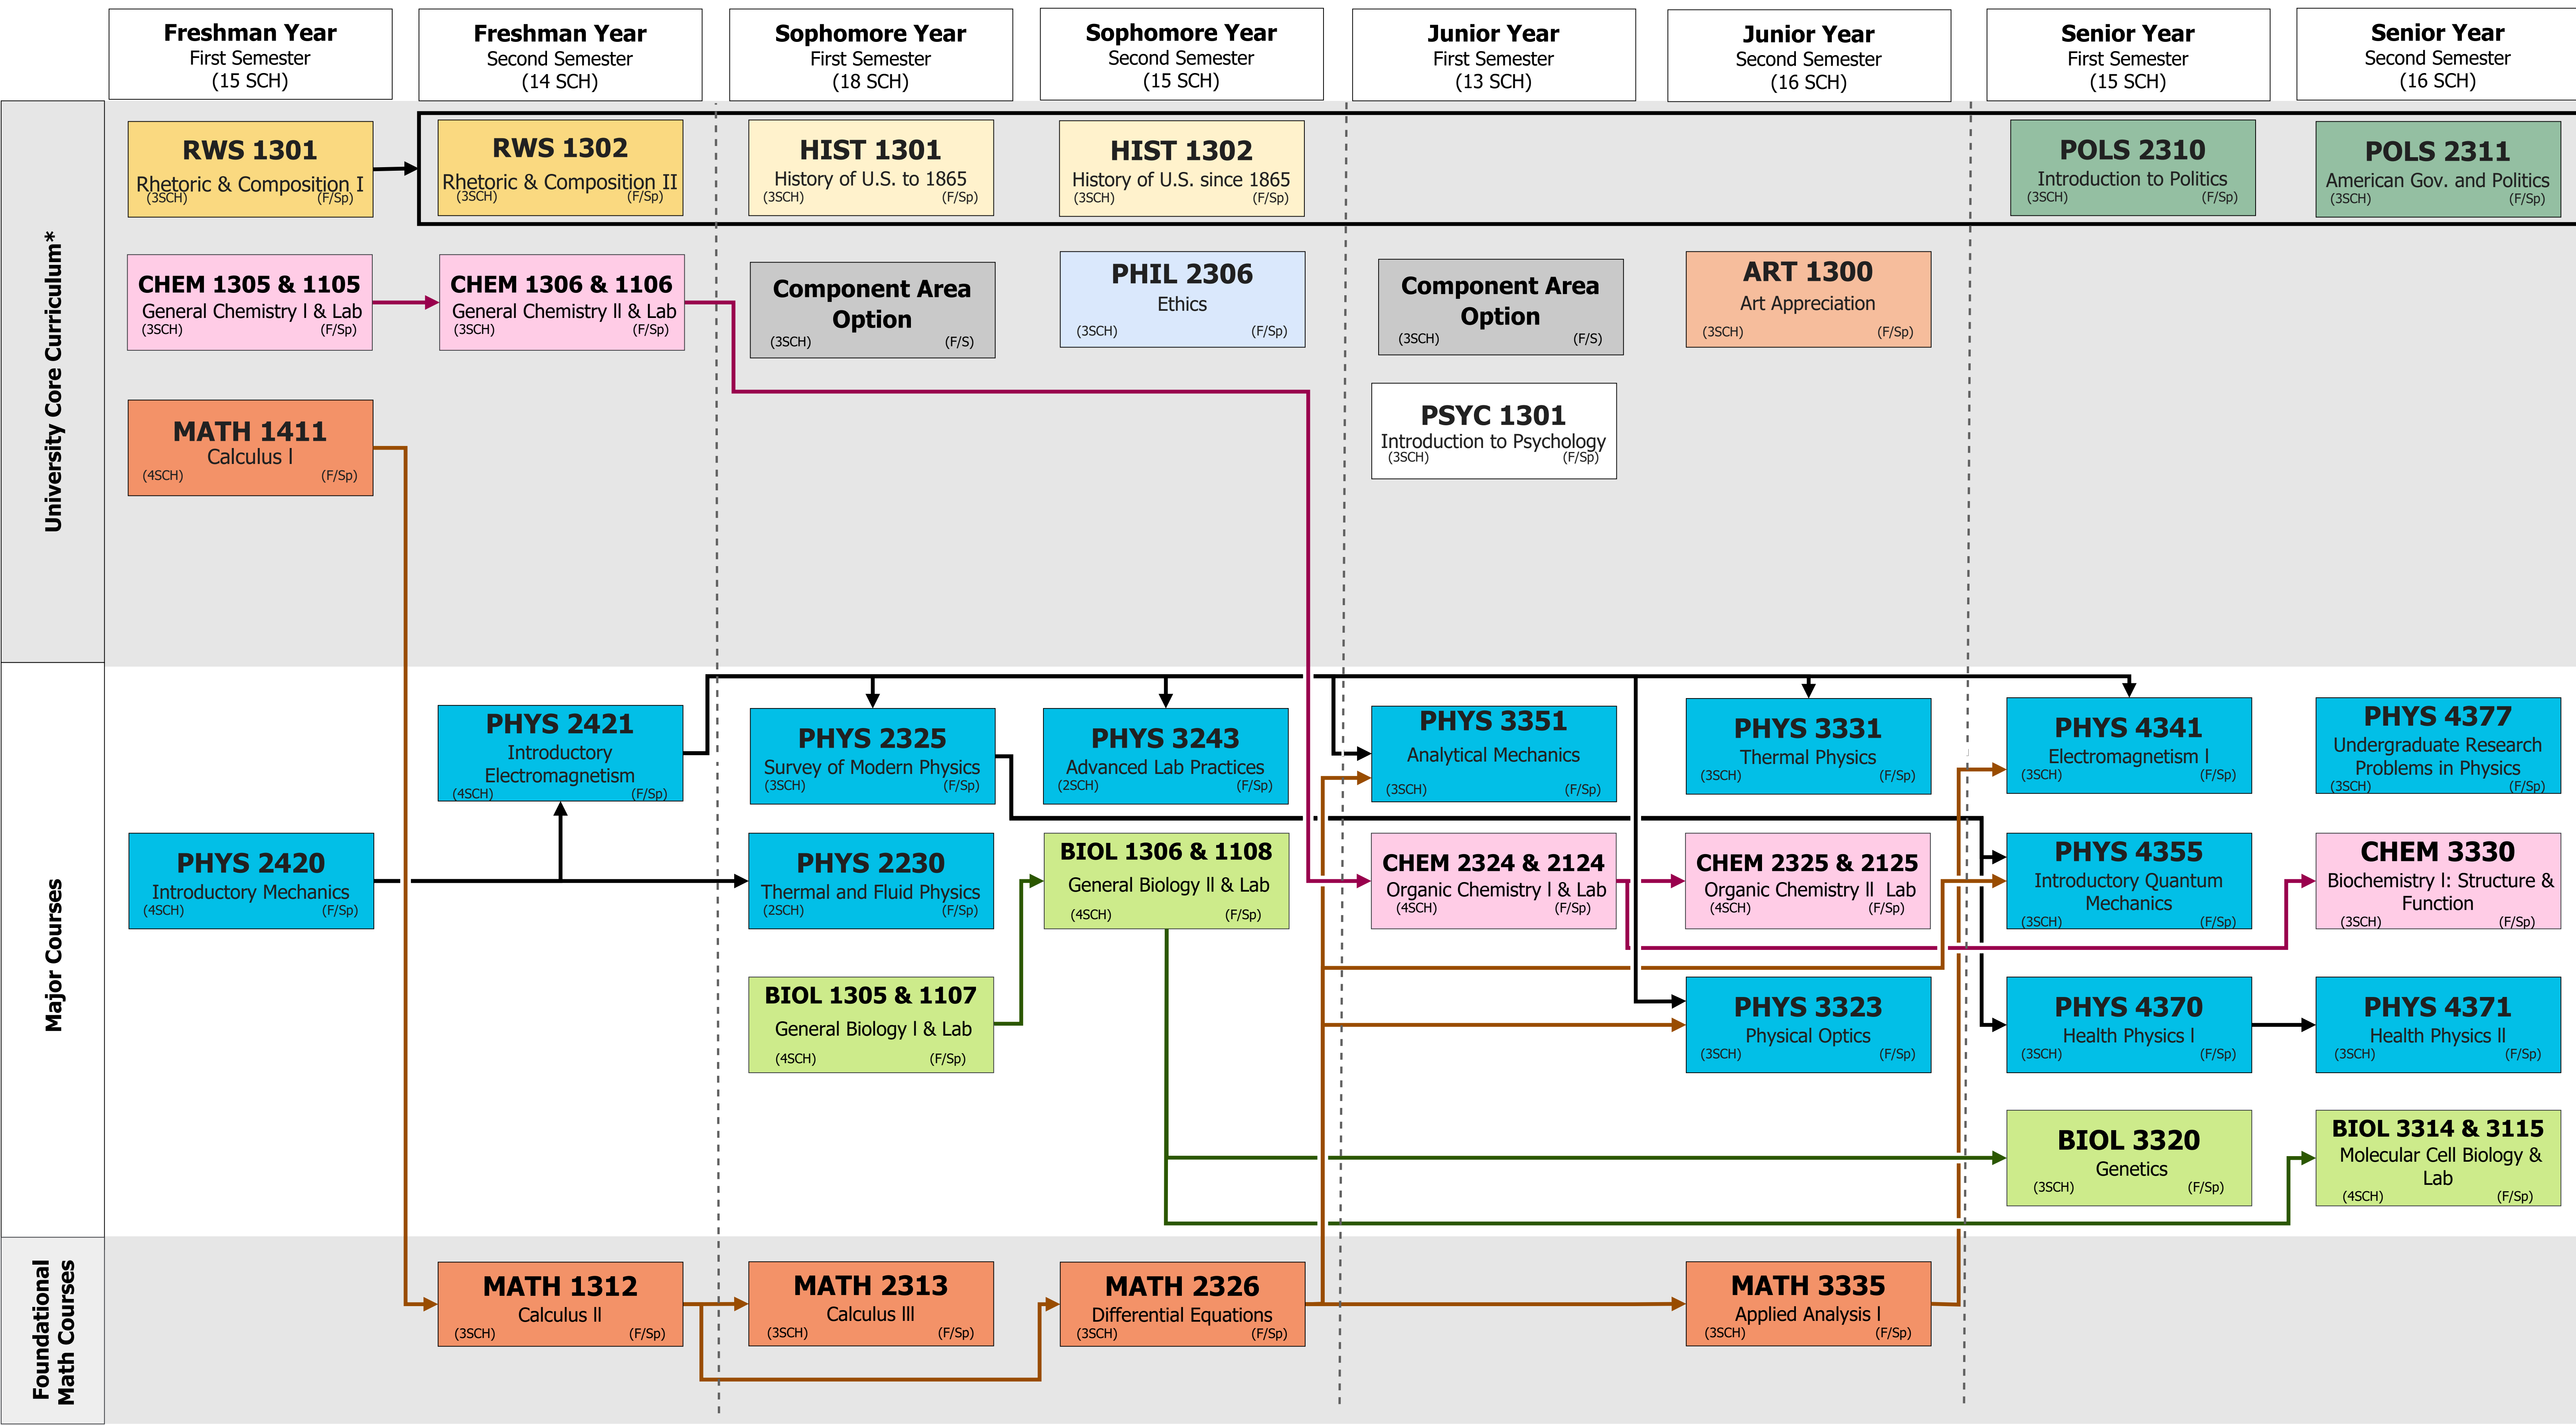 Freshman Year
First Semester
(15 SCH)
Freshman Year
Second Semester
(14 SCH)
Sophomore Year
First Semester
(18 SCH)
Sophomore Year
Second Semester
(15 SCH)
Junior Year
First Semester
(13 SCH)
Junior Year
Second Semester
(16 SCH)
Senior Year
First Semester
(15 SCH)
Senior Year
Second Semester
(16 SCH)
University Core Curriculum*
RWS 1301
Rhetoric & Composition I
(3SCH) (F/Sp)
RWS 1302
Rhetoric & Composition II
(3SCH) (F/Sp)
HIST 1301
History of U.S. to 1865
(3SCH) (F/Sp)
HIST 1302
History of U.S. since 1865
(3SCH) (F/Sp)
POLS 2310
Introduction to Politics
(3SCH) (F/Sp)
POLS 2311
American Gov. and Politics
(3SCH) (F/Sp)
CHEM 1305 & 1105
General Chemistry l & Lab
(3SCH) (F/Sp)
CHEM 1306 & 1106
General Chemistry ll & Lab
(3SCH) (F/Sp)
Component Area
Option
(3SCH) (F/S)
PHIL 2306
Ethics
(3SCH) (F/Sp)
Component Area
Option
(3SCH) (F/S)
ART 1300
Art Appreciation
(3SCH) (F/Sp)
MATH 1411
Calculus l
(4SCH) (F/Sp)
PSYC 1301
Introduction to Psychology
(3SCH) (F/Sp)
Major Courses
PHYS 2421
Introductory
Electromagnetism
(4SCH) (F/Sp)
PHYS 2325
Survey of Modern Physics
(3SCH) (F/Sp)
PHYS 3243
Advanced Lab Practices
(2SCH) (F/Sp)
PHYS 3351
Analytical Mechanics
(3SCH) (F/Sp)
PHYS 3331
Thermal Physics
(3SCH) (F/Sp)
PHYS 4341
Electromagnetism l
(3SCH) (F/Sp)
PHYS 4377
Undergraduate Research
Problems in Physics
(3SCH) (F/Sp)
PHYS 2420
Introductory Mechanics
(4SCH) (F/Sp)
PHYS 2230
Thermal and Fluid Physics
(2SCH) (F/Sp)
BIOL 1306 & 1108
General Biology ll & Lab
(4SCH) (F/Sp)
CHEM 2324 & 2124
Organic Chemistry l & Lab
(4SCH) (F/Sp)
CHEM 2325 & 2125
Organic Chemistry ll Lab
(4SCH) (F/Sp)
PHYS 4355
Introductory Quantum
Mechanics
(3SCH) (F/Sp)
CHEM 3330
Biochemistry l: Structure &
Function
(3SCH) (F/Sp)
BIOL 1305 & 1107
General Biology l & Lab
(4SCH) (F/Sp)
PHYS 3323
Physical Optics
(3SCH) (F/Sp)
PHYS 4370
Health Physics l
(3SCH) (F/Sp)
PHYS 4371
Health Physics ll
(3SCH) (F/Sp)
BIOL 3320
Genetics
(3SCH) (F/Sp)
BIOL 3314 & 3115
Molecular Cell Biology &
Lab
(4SCH) (F/Sp)
Foundational
Math Courses
MATH 1312
Calculus ll
(3SCH) (F/Sp)
MATH 2313
Calculus lll
(3SCH) (F/Sp)
MATH 2326
Differential Equations
(3SCH) (F/Sp)
MATH 3335
Applied Analysis l
(3SCH) (F/Sp)